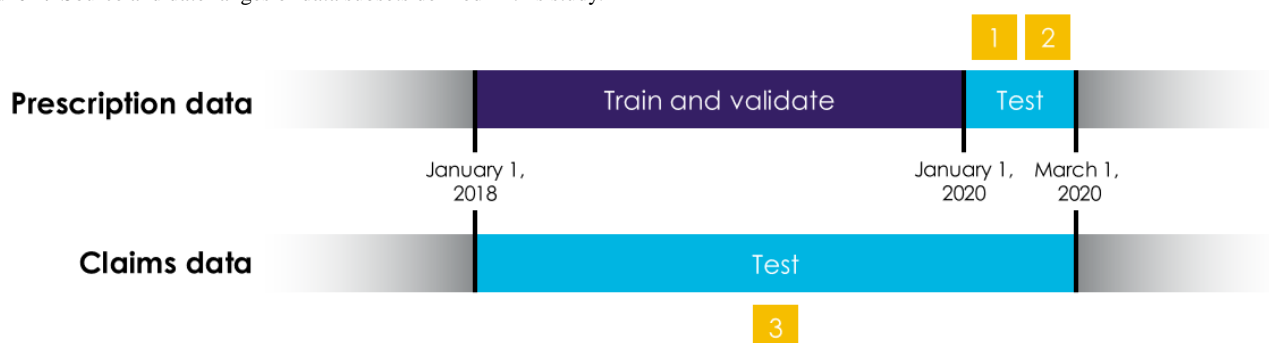 1 2
Prescription data
Train and validate
Test
January 1,
2018
January 1,
2020
March 1,
2020
Claims data
Test
3